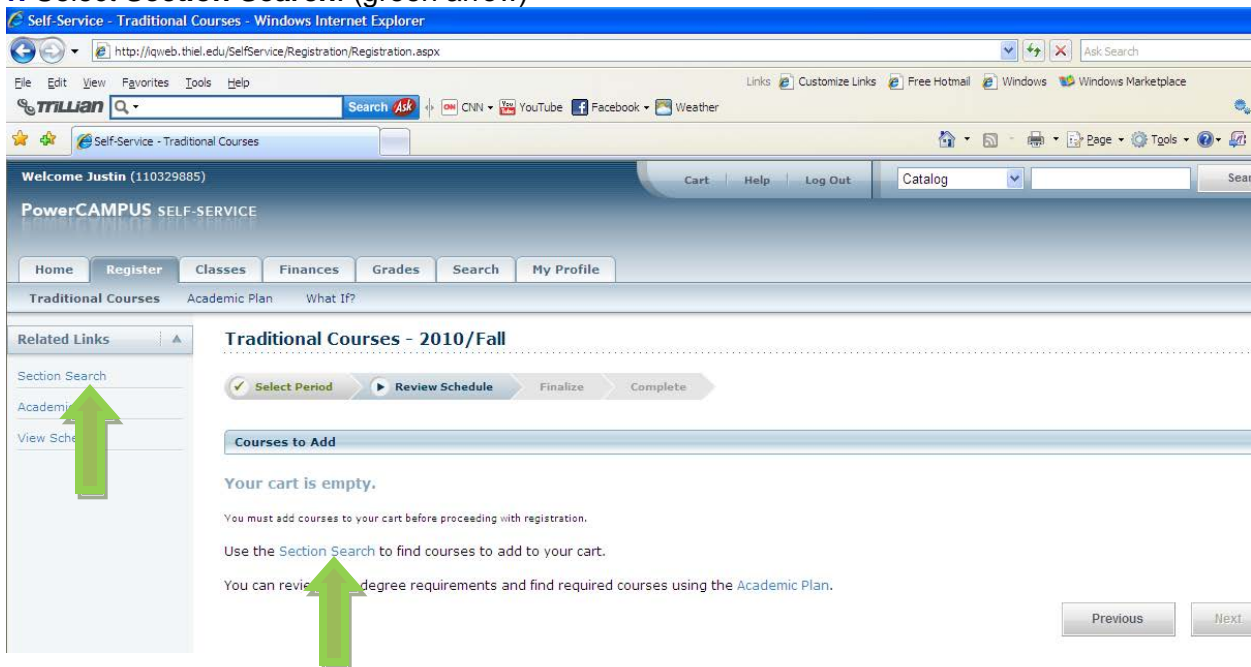 Select Section Search. (green arrow)
Self-Service - Traditional Courses - Windows Internet Explorer
http://iqweb.thiel.edu/SelfService/Registration/Registration.aspx Ask Search
File Edit View Favorites Tools Help Links Customize Links Free Hotmail Windows Windows Marketplace
TRILLIAN Search Ask CNN YouTube Facebook Weather
Self-Service - Traditional Courses Page Tools
Welcome Justin (110329885) Cart Help Log Out Catalog Sear
PowerCAMPUS SELF-SERVICE
Home Register Classes Finances Grades Search My Profile
Traditional Courses Academic Plan What If?
Related Links Traditional Courses - 2010/Fall
Section Search
Select Period Review Schedule Finalize Complete
Academic
View Sche
Courses to Add
Your cart is empty.
You must add courses to your cart before proceeding with registration.
Use the Section Search to find courses to add to your cart.
You can revie degree requirements and find required courses using the Academic Plan.
Previous Next